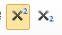 x² x₂